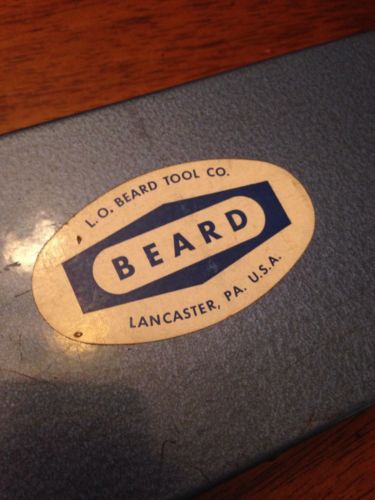 L.O. BEARD TOOL CO.
BEARD
LANCASTER, PA. U.S.A.